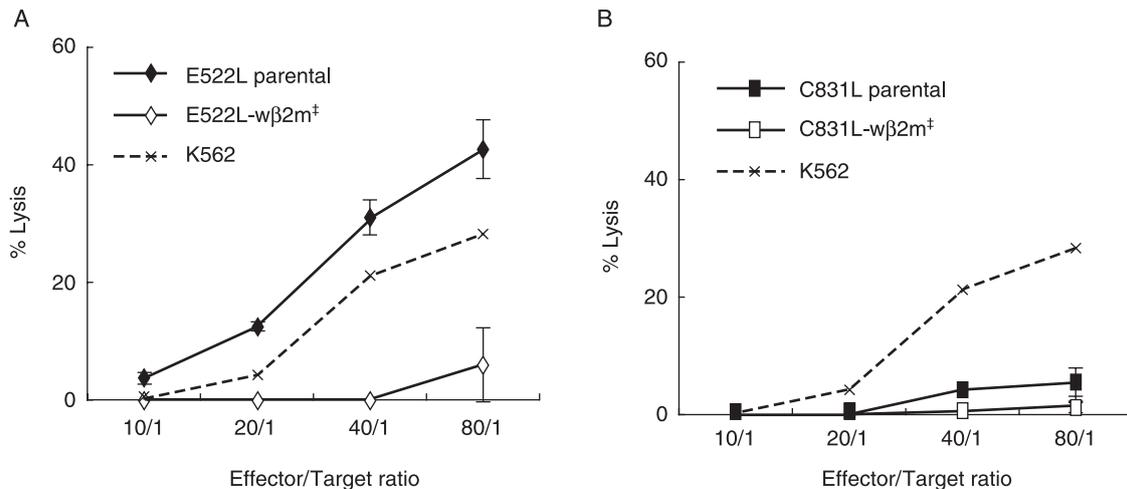 A
60
40
20
0
% Lysis
E522L parental
E522L-wβ2m‡
K562
10/1 20/1 40/1 80/1
Effector/Target ratio
B
60
40
20
0
% Lysis
C831L parental
C831L-wβ2m‡
K562
10/1 20/1 40/1 80/1
Effector/Target ratio